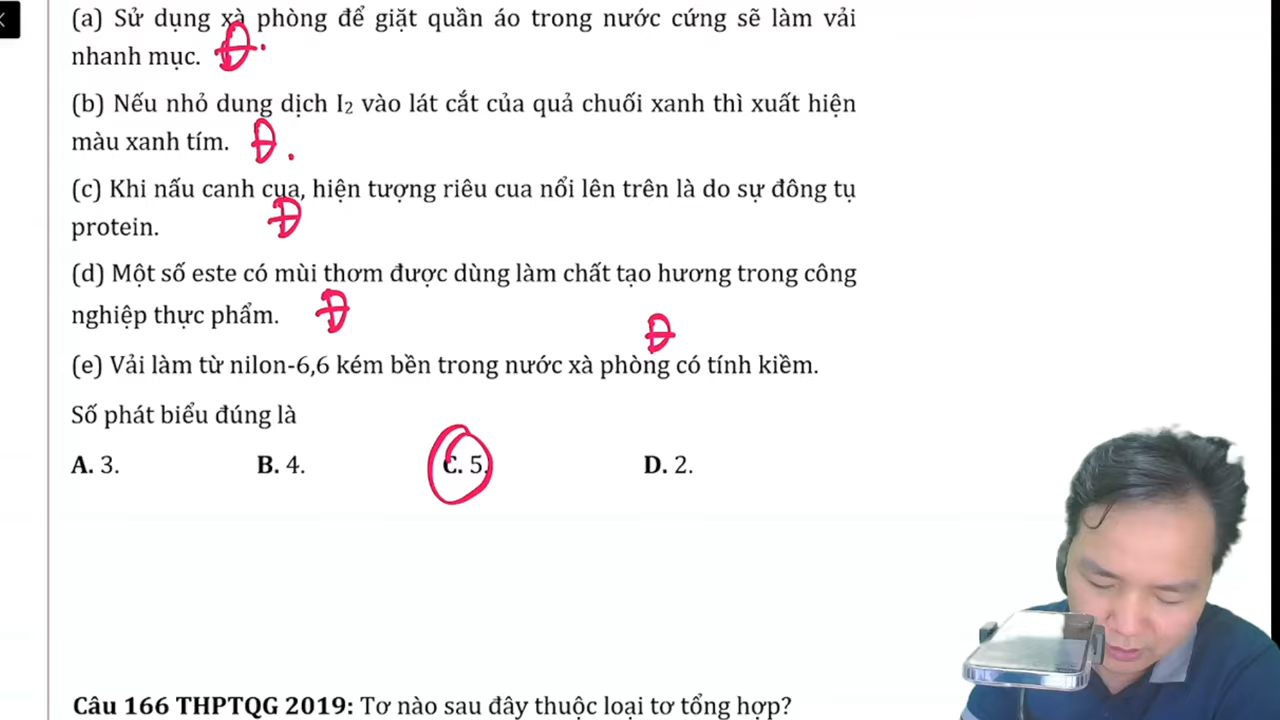 (a) Sử dụng xà phòng để giặt quần áo trong nước cứng sẽ làm vải
nhanh mục. Đ.
(b) Nếu nhỏ dung dịch I₂ vào lát cắt của quả chuối xanh thì xuất hiện
màu xanh tím. Đ.
(c) Khi nấu canh cua, hiện tượng riêu cua nổi lên trên là do sự đông tụ
protein. Đ
(d) Một số este có mùi thơm được dùng làm chất tạo hương trong công
nghiệp thực phẩm. Đ
Đ
(e) Vải làm từ nilon-6,6 kém bền trong nước xà phòng có tính kiềm.
Số phát biểu đúng là
A. 3. B. 4. C. 5. D. 2.
Câu 166 THPTQG 2019: Tơ nào sau đây thuộc loại tơ tổng hợp?